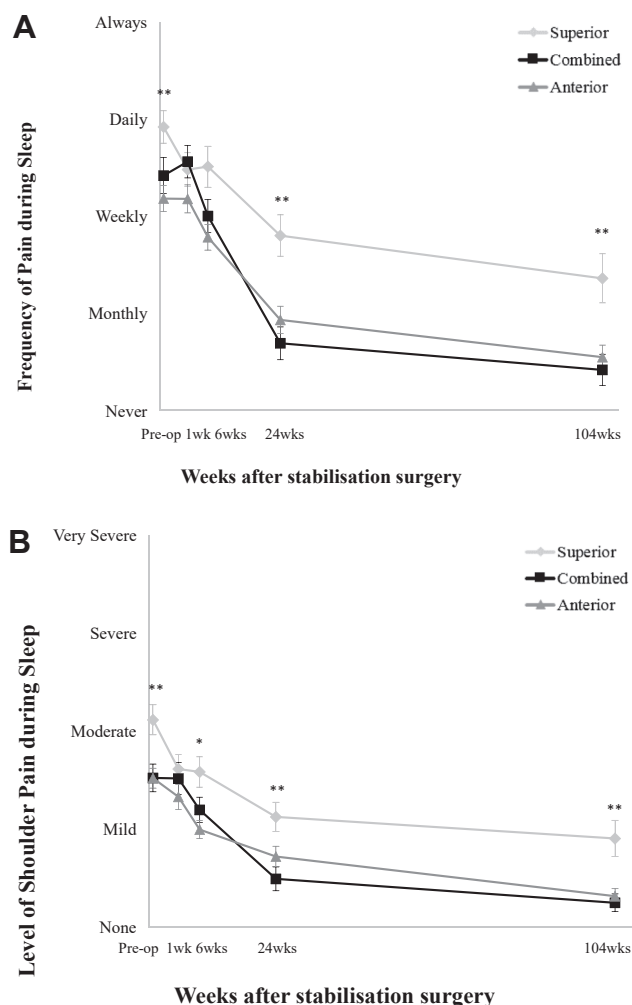 A
Always
Superior
Combined
Anterior
**
Daily
Weekly
**
**
Monthly
Never
Frequency of Pain during Sleep
Pre-op 1wk 6wks 24wks 104wks
Weeks after stabilisation surgery
B
Very Severe
Superior
Combined
Anterior
Severe
**
Moderate
*
**
**
Mild
None
Level of Shoulder Pain during Sleep
Pre-op 1wk 6wks 24wks 104wks
Weeks after stabilisation surgery